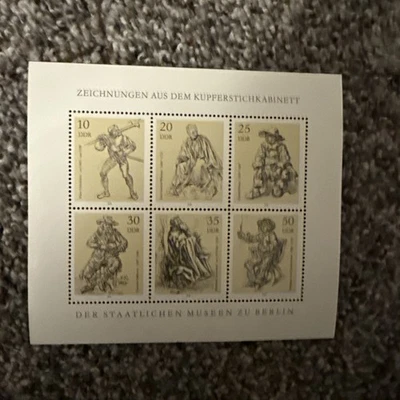 ZEICHNUNGEN AUS DEM KUPFERSTICHKABINETT
10 DDR
20 DDR
25 DDR
30 DDR
35 DDR
50 DDR
DER STAATLICHEN MUSEEN ZU BERLIN